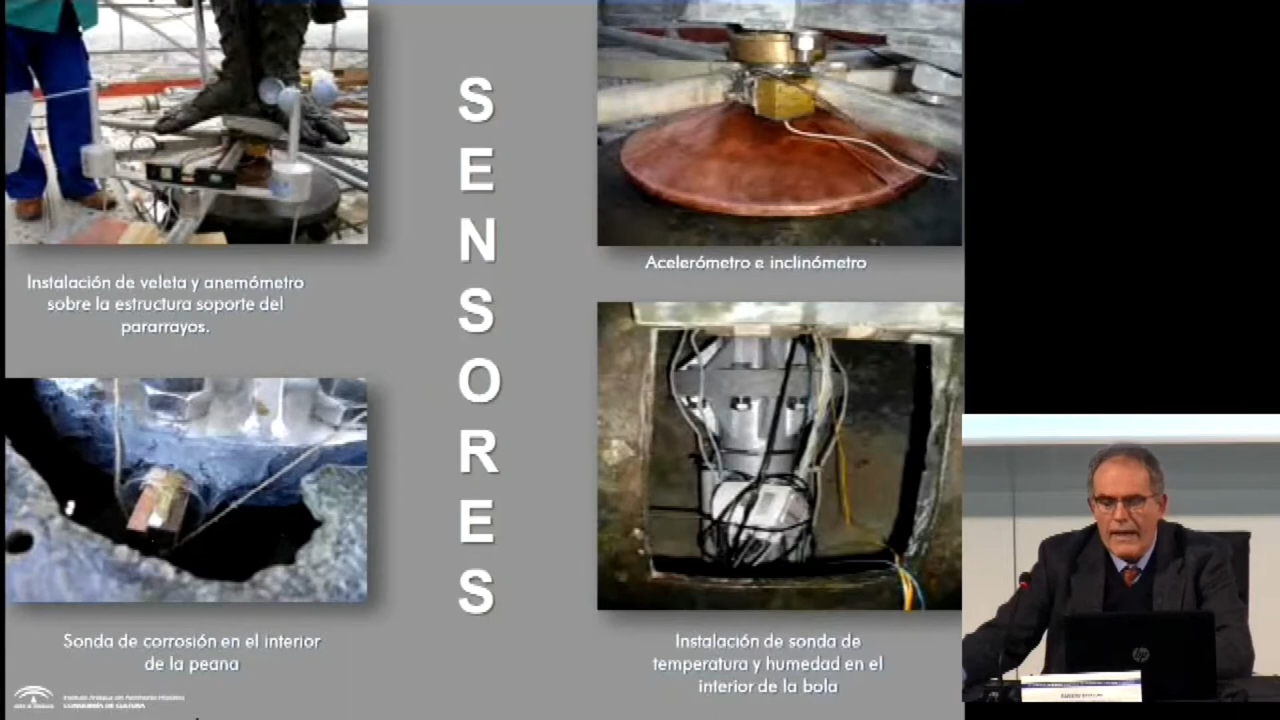 SENSORES
Instalación de veleta y anemómetro
sobre la estructura soporte del
pararrayos.
Acelerómetro e inclinómetro
Sonda de corrosión en el interior
de la peana
Instalación de sonda de
temperatura y humedad en el
interior de la bola
Instituto Andaluz del Patrimonio Histórico
CONSEJERÍA DE CULTURA
hp